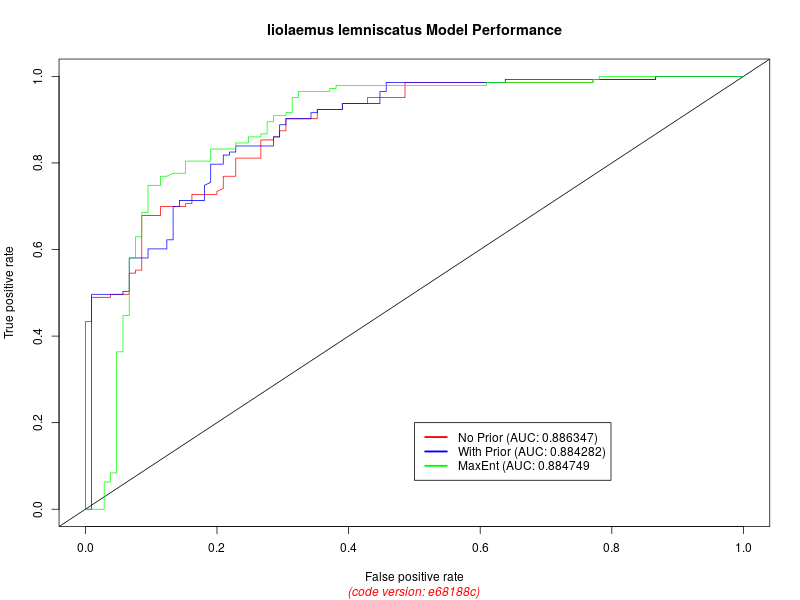 liolaemus lemniscatus Model Performance
True positive rate
1.0
0.8
0.6
0.4
0.2
0.0
No Prior (AUC: 0.886347)
With Prior (AUC: 0.884282)
MaxEnt (AUC: 0.884749
0.0 0.2 0.4 0.6 0.8 1.0
False positive rate
(code version: e68188c)